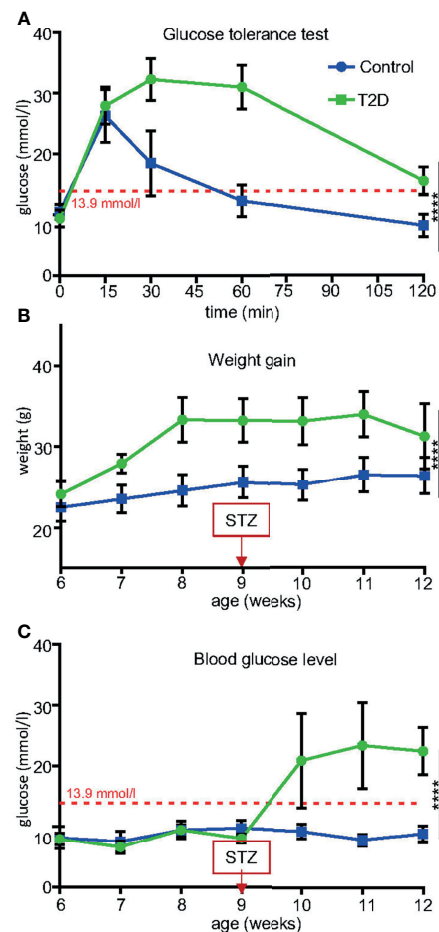 A
Glucose tolerance test
Control
T2D
glucose (mmol/l)
40
30
20
10
0
13.9 mmol/l
****
0 15 30 45 60 75 90 105 120
time (min)
B
Weight gain
weight (g)
40
30
20
STZ
****
6 7 8 9 10 11 12
age (weeks)
C
Blood glucose level
glucose (mmol/l)
40
30
20
10
0
13.9 mmol/l
STZ
****
6 7 8 9 10 11 12
age (weeks)